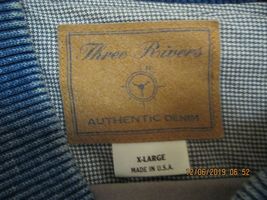 Three Rivers
AUTHENTIC DENIM
X-LARGE
MADE IN U.S.A.
12/06/2019 06:52